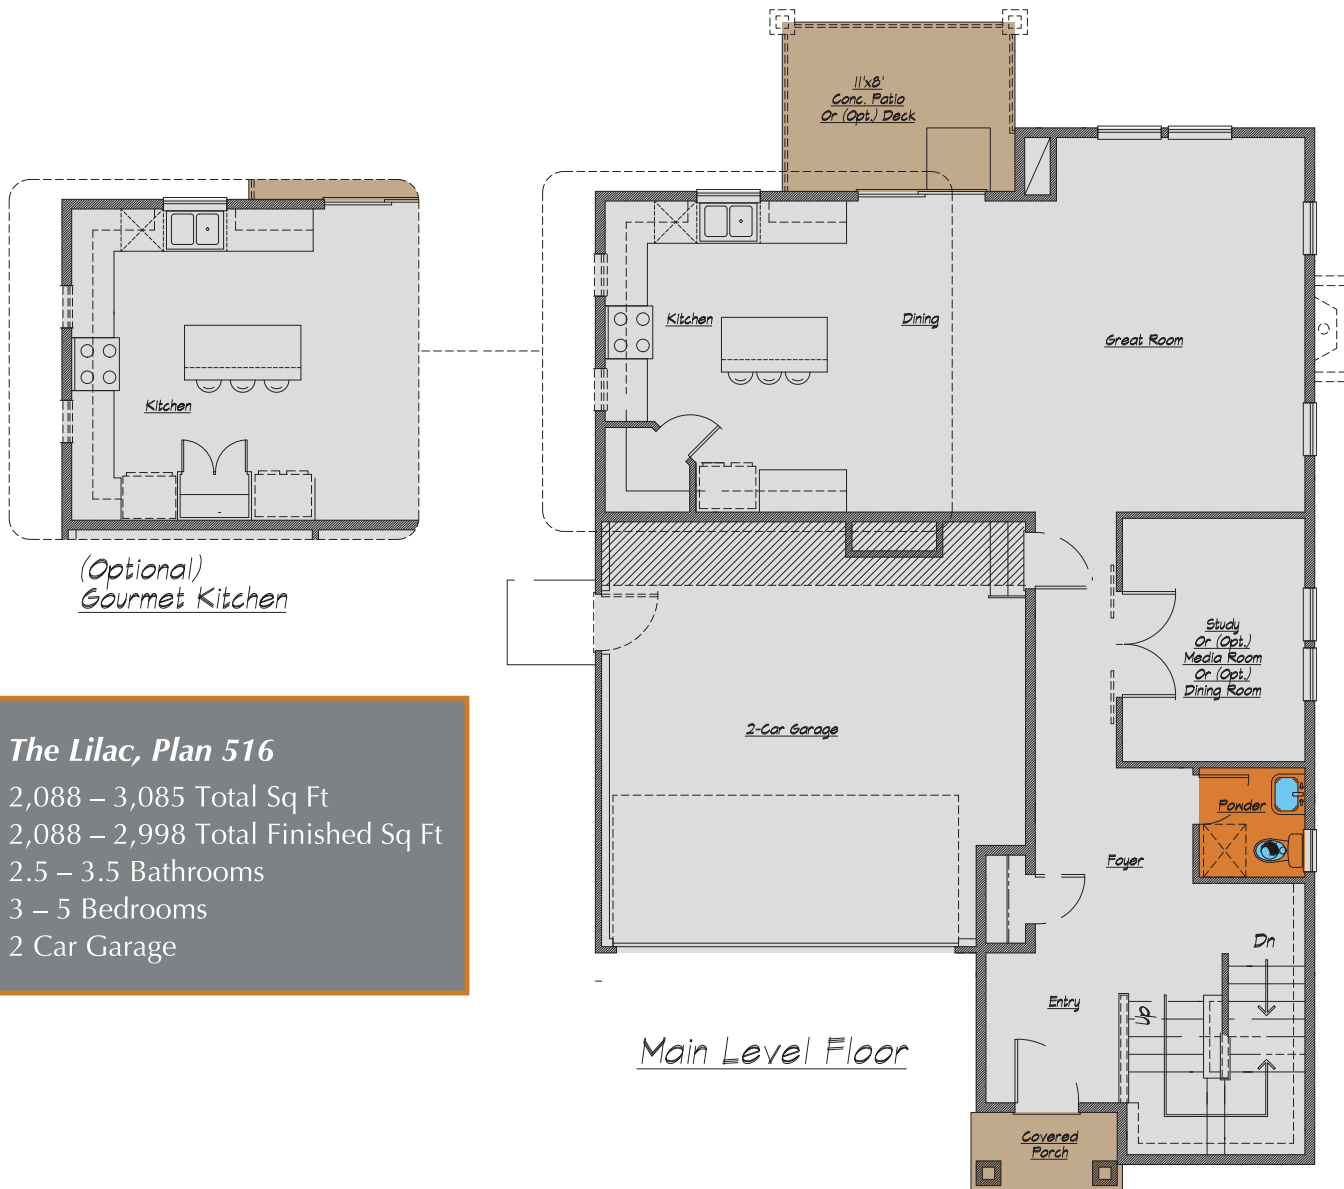 11'x8'
Conc. Patio
Or (Opt.) Deck
Kitchen
Dining
Great Room
Kitchen
(Optional)
Gourmet Kitchen
Study
Or (Opt.)
Media Room
Or (Opt.)
Dining Room
2-Car Garage
The Lilac, Plan 516
2,088 – 3,085 Total Sq Ft
2,088 – 2,998 Total Finished Sq Ft
2.5 – 3.5 Bathrooms
3 – 5 Bedrooms
2 Car Garage
Powder
Foyer
Dn
Entry
Up
Main Level Floor
Covered
Porch